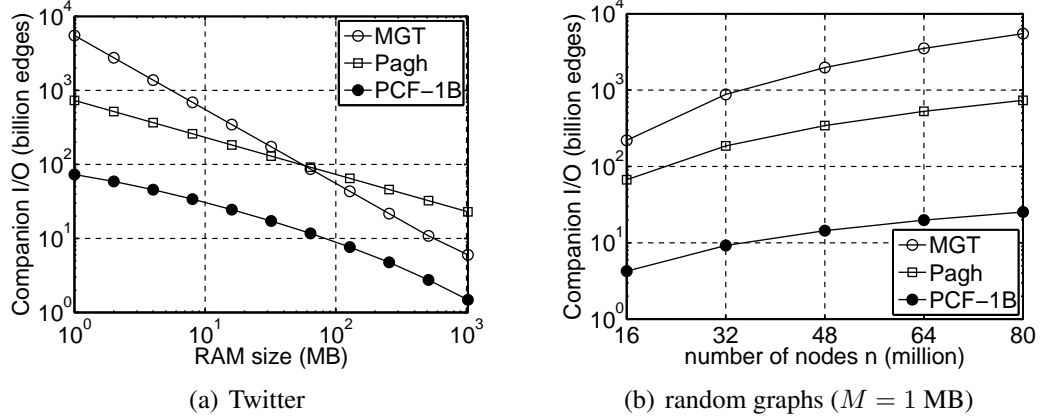 10^4
10^3
10^2
10^1
10^0
Companion I/O (billion edges)
MGT
Pagh
PCF−1B
10^0 10^1 10^2 10^3
RAM size (MB)
(a) Twitter
10^4
10^3
10^2
10^1
10^0
Companion I/O (billion edges)
MGT
Pagh
PCF−1B
16 32 48 64 80
number of nodes n (million)
(b) random graphs (M = 1 MB)